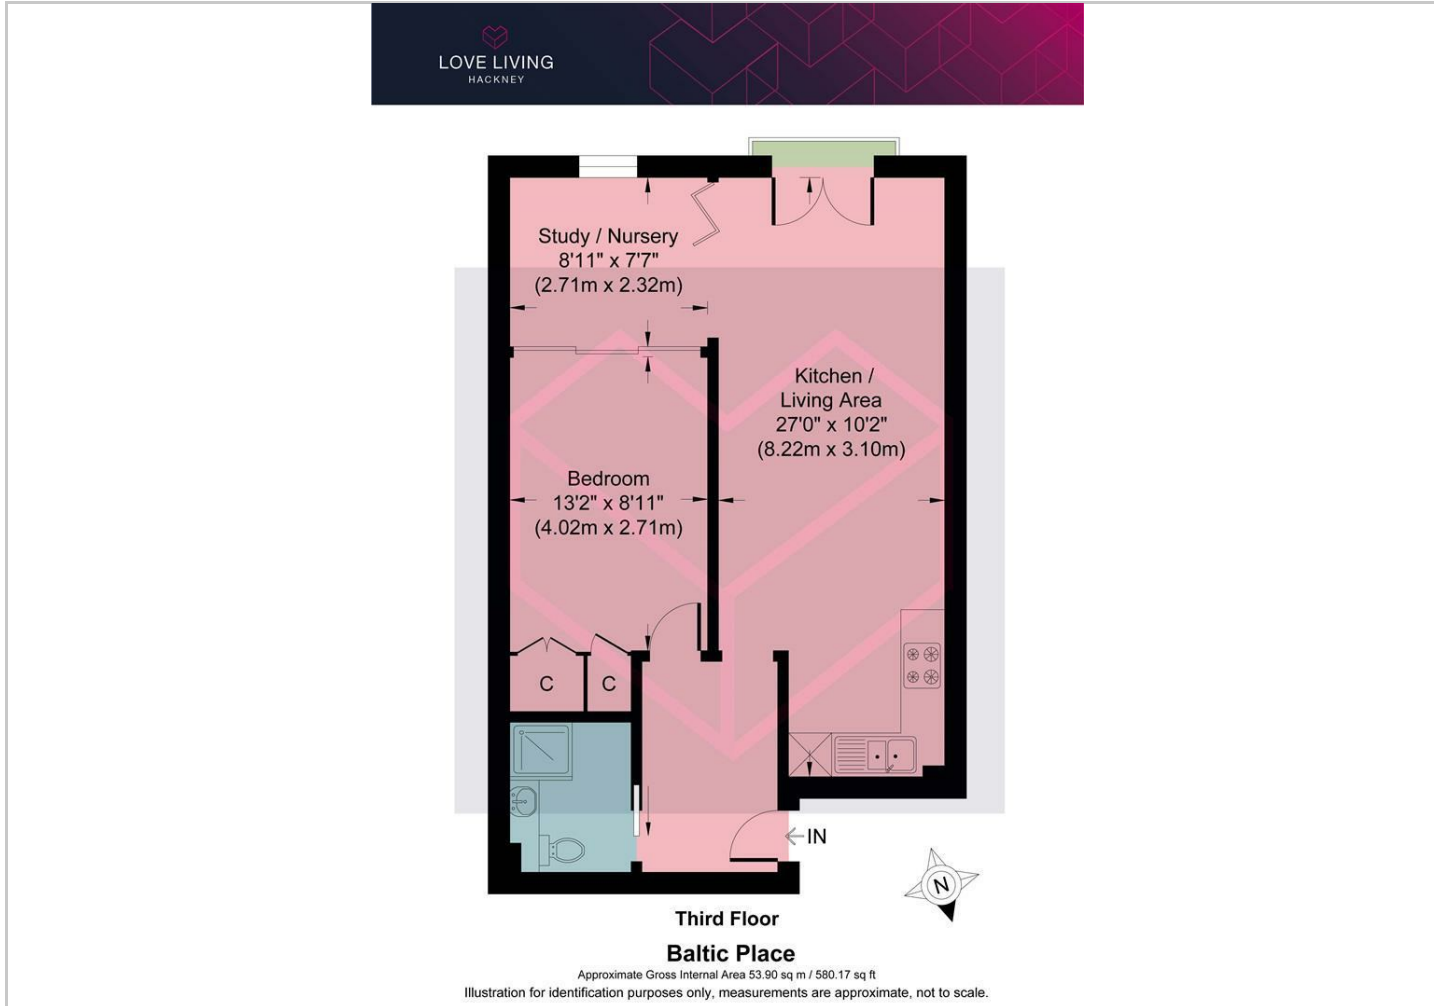 LOVE LIVING
HACKNEY
Study / Nursery
8'11" x 7'7"
(2.71m x 2.32m)
Kitchen /
Living Area
27'0" x 10'2"
(8.22m x 3.10m)
Bedroom
13'2" x 8'11"
(4.02m x 2.71m)
C
C
IN
N
Third Floor
Baltic Place
Approximate Gross Internal Area 53.90 sq m / 580.17 sq ft
Illustration for identification purposes only, measurements are approximate, not to scale.